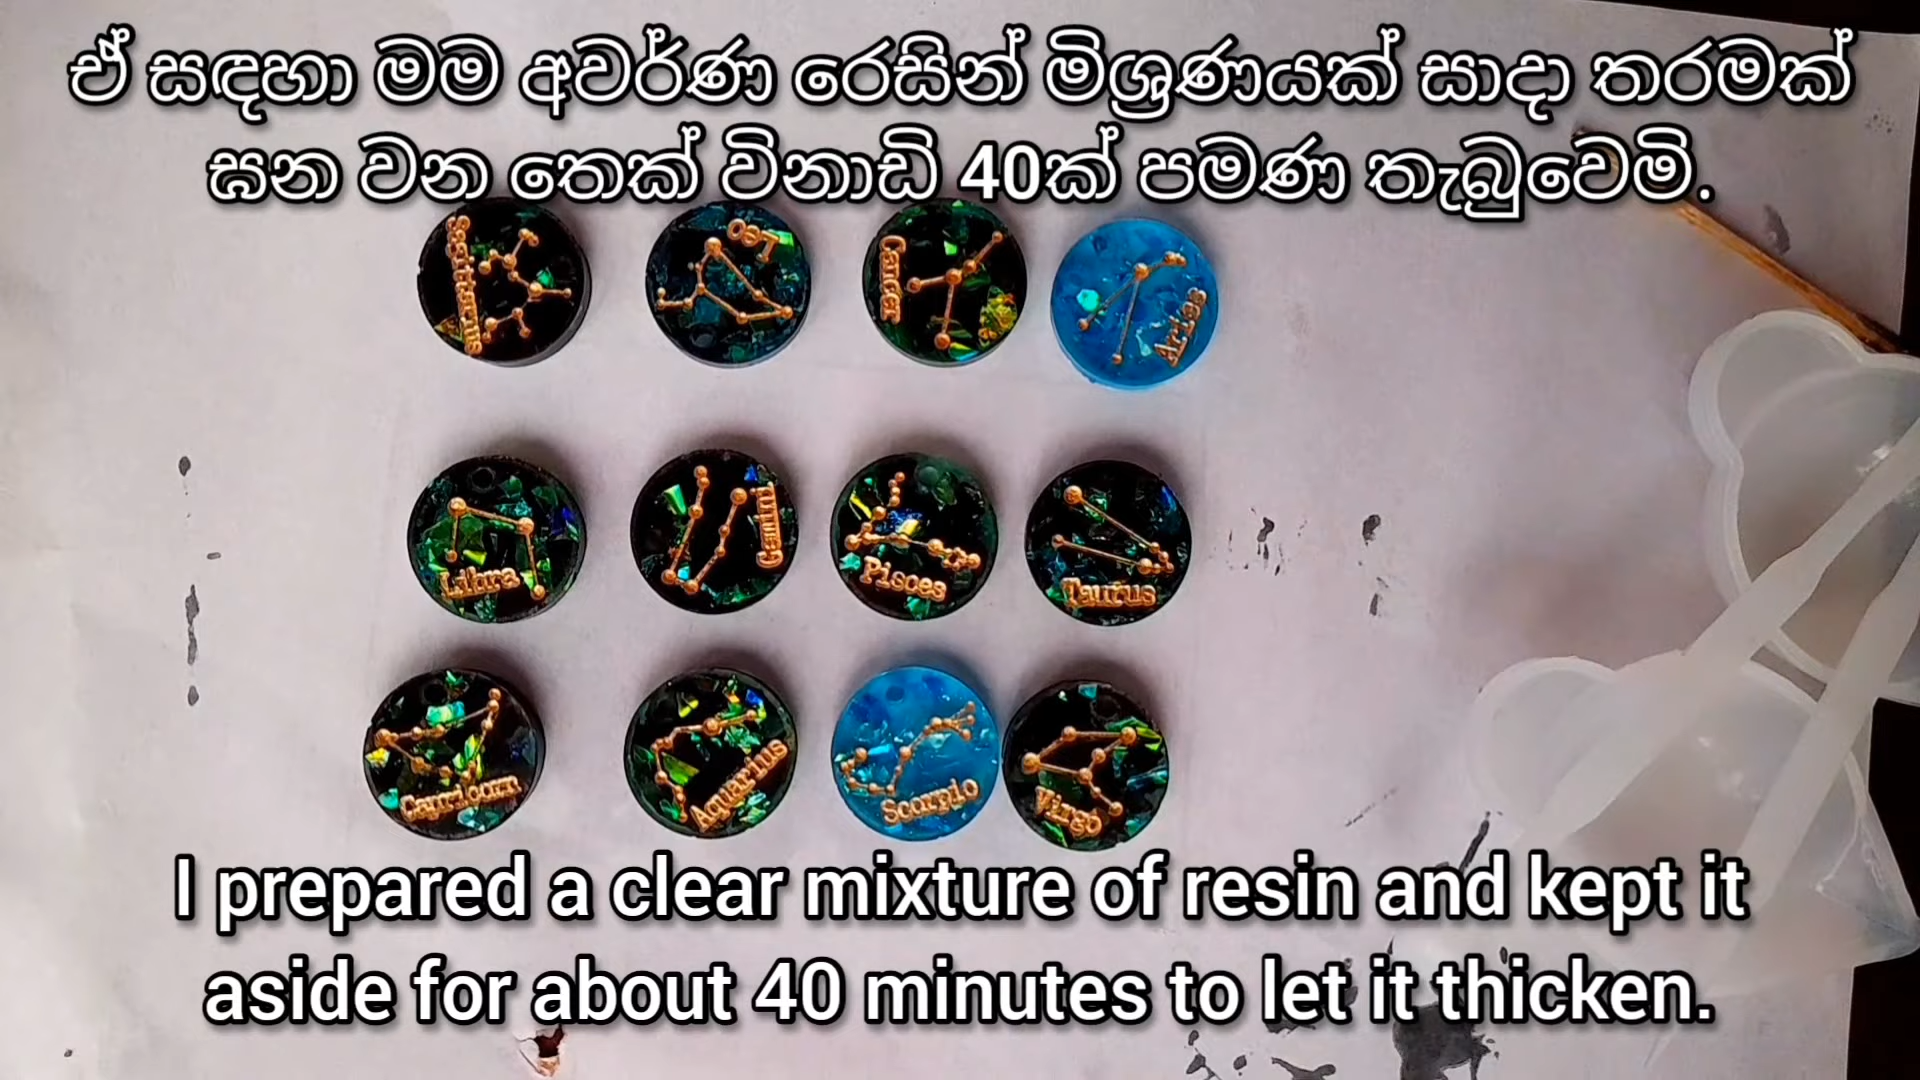 ඒ සඳහා මම අවර්ණ රෙසින් මිශ්‍රණයක් සාදා තරමක්
ඝන වන තෙක් විනාඩි 40ක් පමණ තැබුවෙමි.
Sagittarius
Leo
Cancer
Aries
Libra
Gemini
Pisces
Taurus
Capricorn
Aquarius
Scorpio
Virgo
I prepared a clear mixture of resin and kept it
aside for about 40 minutes to let it thicken.